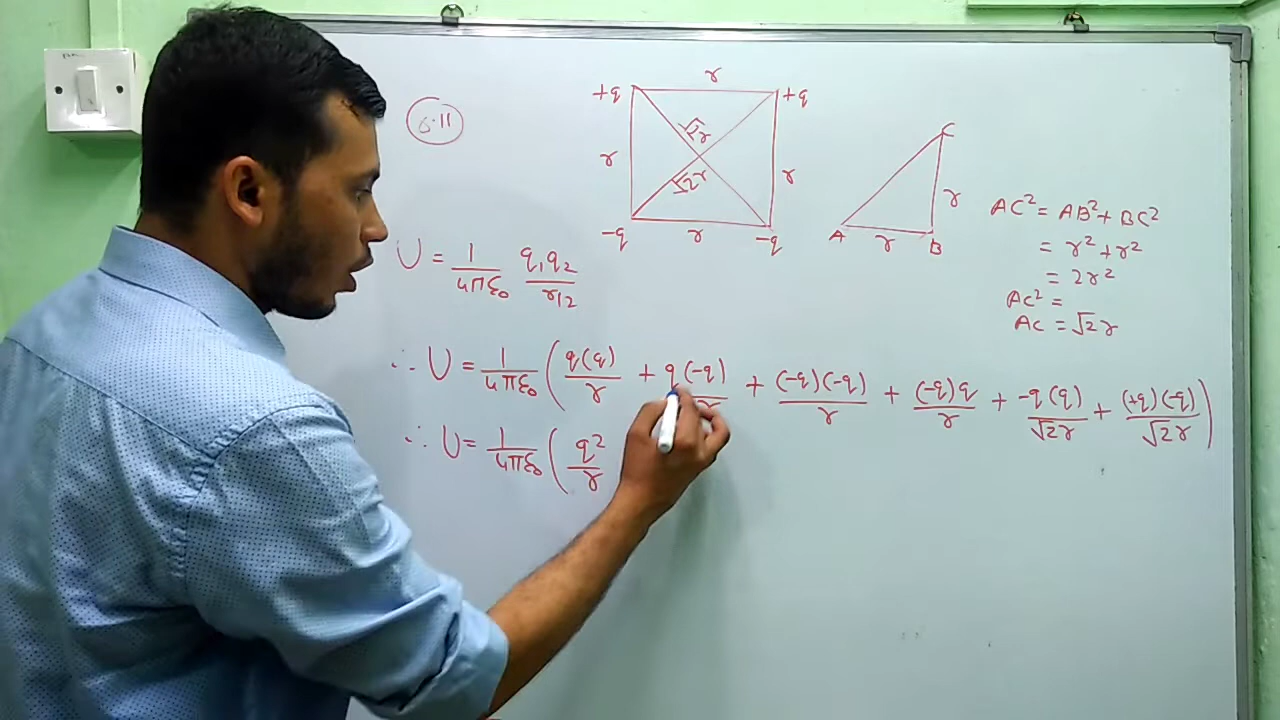 6.11
r
+q +q
√2r
r r
√2r
-q r -q
C
r
A r B
AC² = AB² + BC²
= r² + r²
= 2r²
AC² =
AC = √2 r
U = 1/4πε₀ q₁q₂/r₁₂
∴ U = 1/4πε₀ ( q(q)/r + q(-q)/r + (-q)(-q)/r + (-q)q/r + -q(q)/√2r + (+q)(-q)/√2r )
∴ U = 1/4πε₀ ( q²/r